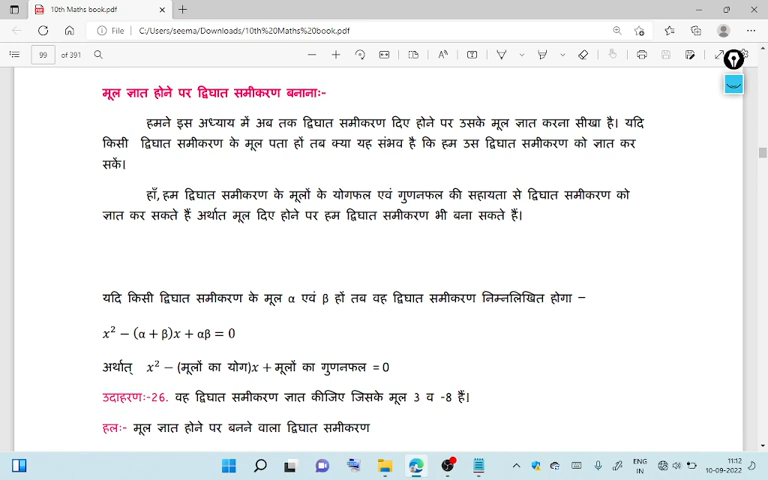 10th Maths book.pdf
File
C:/Users/seema/Downloads/10th%20Maths%20book.pdf
99 of 391
मूल ज्ञात होने पर द्विघात समीकरण बनानाः-
हमने इस अध्याय में अब तक द्विघात समीकरण दिए होने पर उसके मूल ज्ञात करना सीखा है। यदि
किसी द्विघात समीकरण के मूल पता हों तब क्या यह संभव है कि हम उस द्विघात समीकरण को ज्ञात कर
सकें।
हाँ, हम द्विघात समीकरण के मूलों के योगफल एवं गुणनफल की सहायता से द्विघात समीकरण को
ज्ञात कर सकते हैं अर्थात मूल दिए होने पर हम द्विघात समीकरण भी बना सकते हैं।
यदि किसी द्विघात समीकरण के मूल α एवं β हों तब वह द्विघात समीकरण निम्नलिखित होगा –
x² − (α + β)x + αβ = 0
अर्थात् x² − (मूलों का योग)x + मूलों का गुणनफल = 0
उदाहरणः-26. वह द्विघात समीकरण ज्ञात कीजिए जिसके मूल 3 व -8 हैं।
हलः- मूल ज्ञात होने पर बनने वाला द्विघात समीकरण
ENG
IN
11:12
10-09-2022